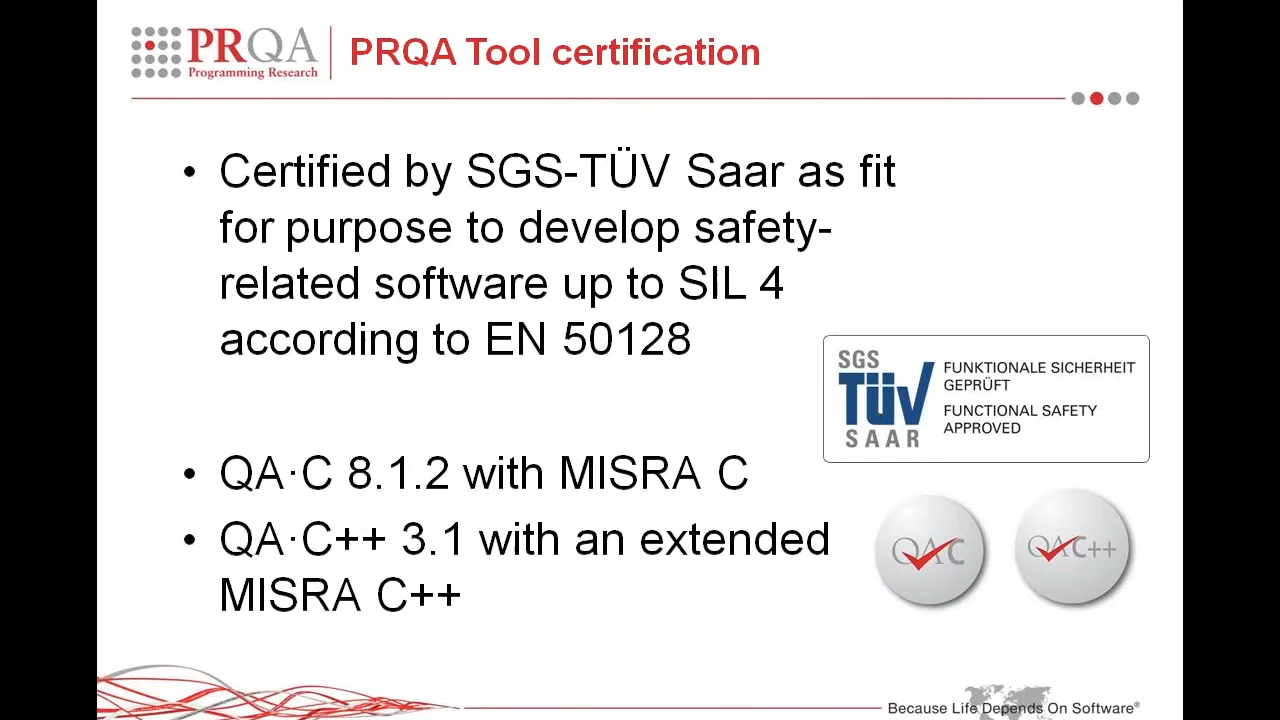 PRQA
Programming Research
PRQA Tool certification
• Certified by SGS-TÜV Saar as fit
for purpose to develop safety-
related software up to SIL 4
according to EN 50128
SGS
TÜV
SAAR
FUNKTIONALE SICHERHEIT
GEPRÜFT
FUNCTIONAL SAFETY
APPROVED
• QA·C 8.1.2 with MISRA C
• QA·C++ 3.1 with an extended
MISRA C++
QAC
QAC++
Because Life Depends On Software®